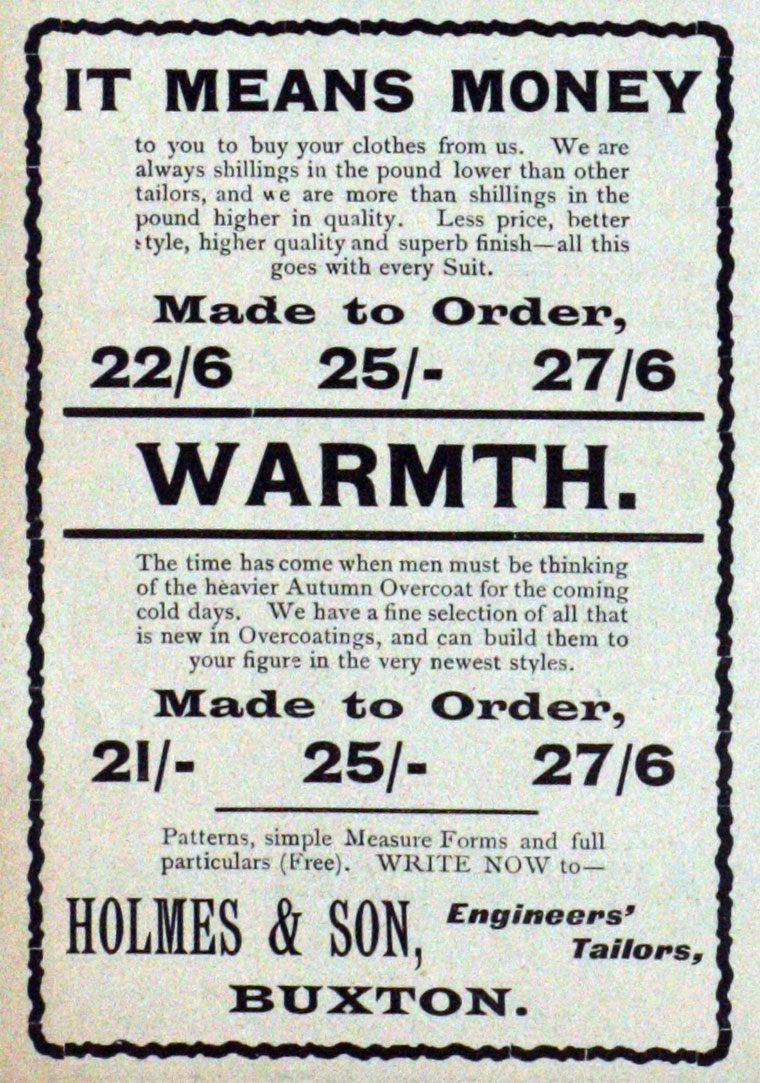 IT MEANS MONEY
to you to buy your clothes from us. We are
always shillings in the pound lower than other
tailors, and we are more than shillings in the
pound higher in quality. Less price, better
style, higher quality and superb finish—all this
goes with every Suit.
Made to Order,
22/6 25/- 27/6
WARMTH.
The time has come when men must be thinking
of the heavier Autumn Overcoat for the coming
cold days. We have a fine selection of all that
is new in Overcoatings, and can build them to
your figure in the very newest styles.
Made to Order,
21/- 25/- 27/6
Patterns, simple Measure Forms and full
particulars (Free). WRITE NOW to—
HOLMES & SON, Engineers'
Tailors,
BUXTON.